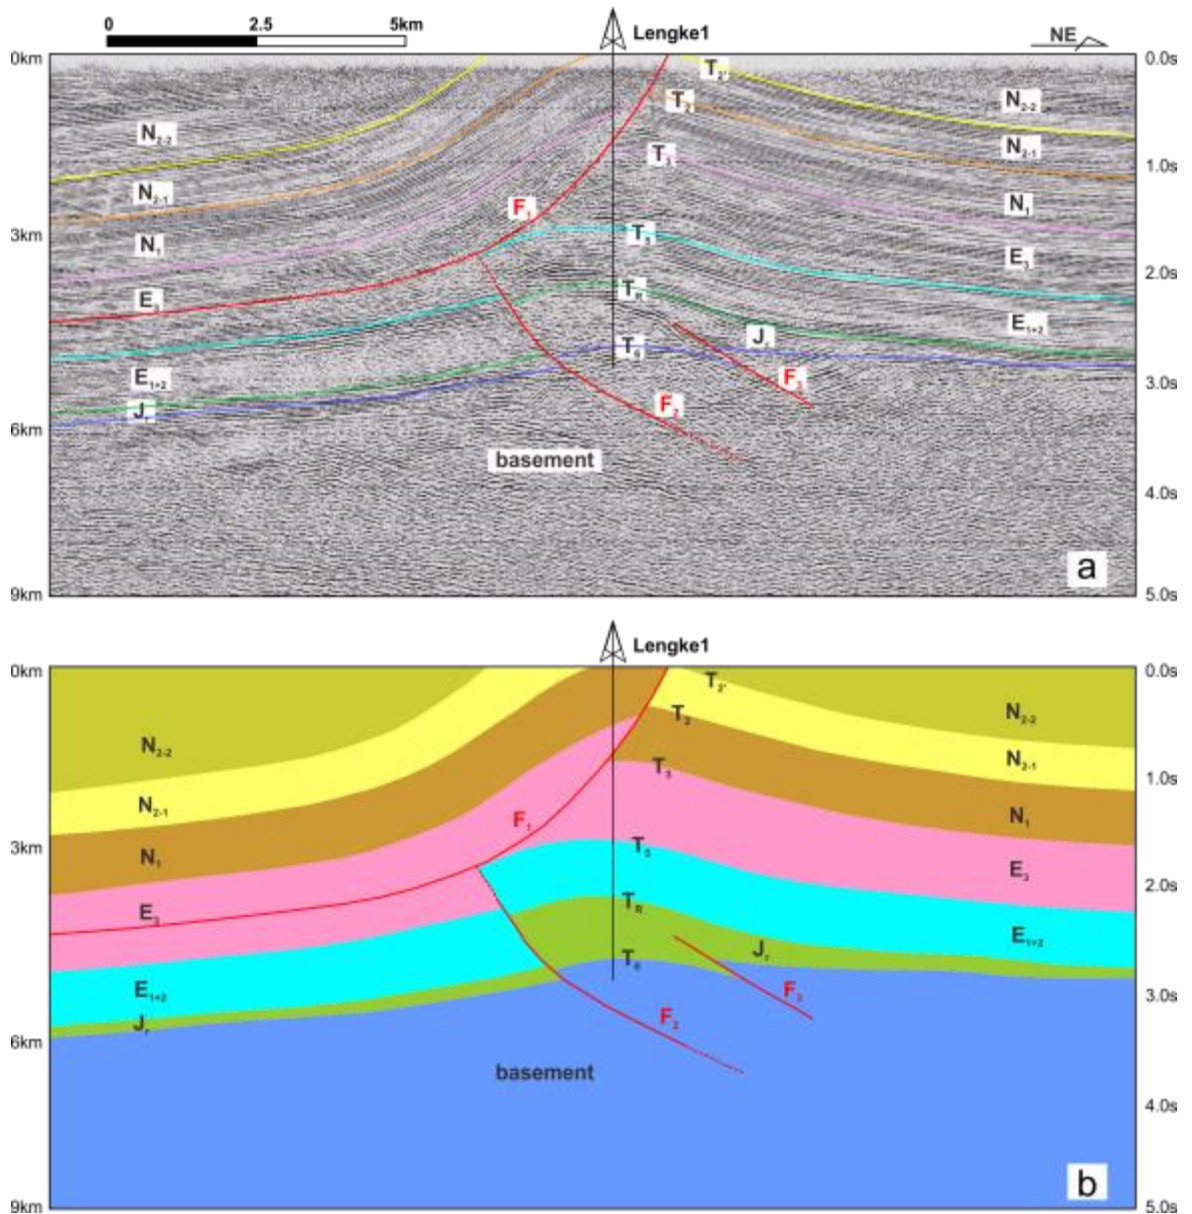 0 2.5 5km
Lengke1
NE
0km 0.0s
T2'
N2-2 T2 N2-2
N2-1
1.0s
T3
N2-1
F1 N1
3km T5
N1 E3
2.0s
E3 TR
E1+2
Jr
T6
E1+2 F3 3.0s
Jr F2
6km
basement
4.0s
a
9km 5.0s
Lengke1
0km 0.0s
T2'
N2-2
T2
N2-2
N2-1
T3 1.0s
N2-1
F1 N1
3km T5
N1
E3
2.0s
E3 TR
E1+2
Jr
T6
E1+2 F3 3.0s
Jr F2
6km
basement
4.0s
b
9km 5.0s